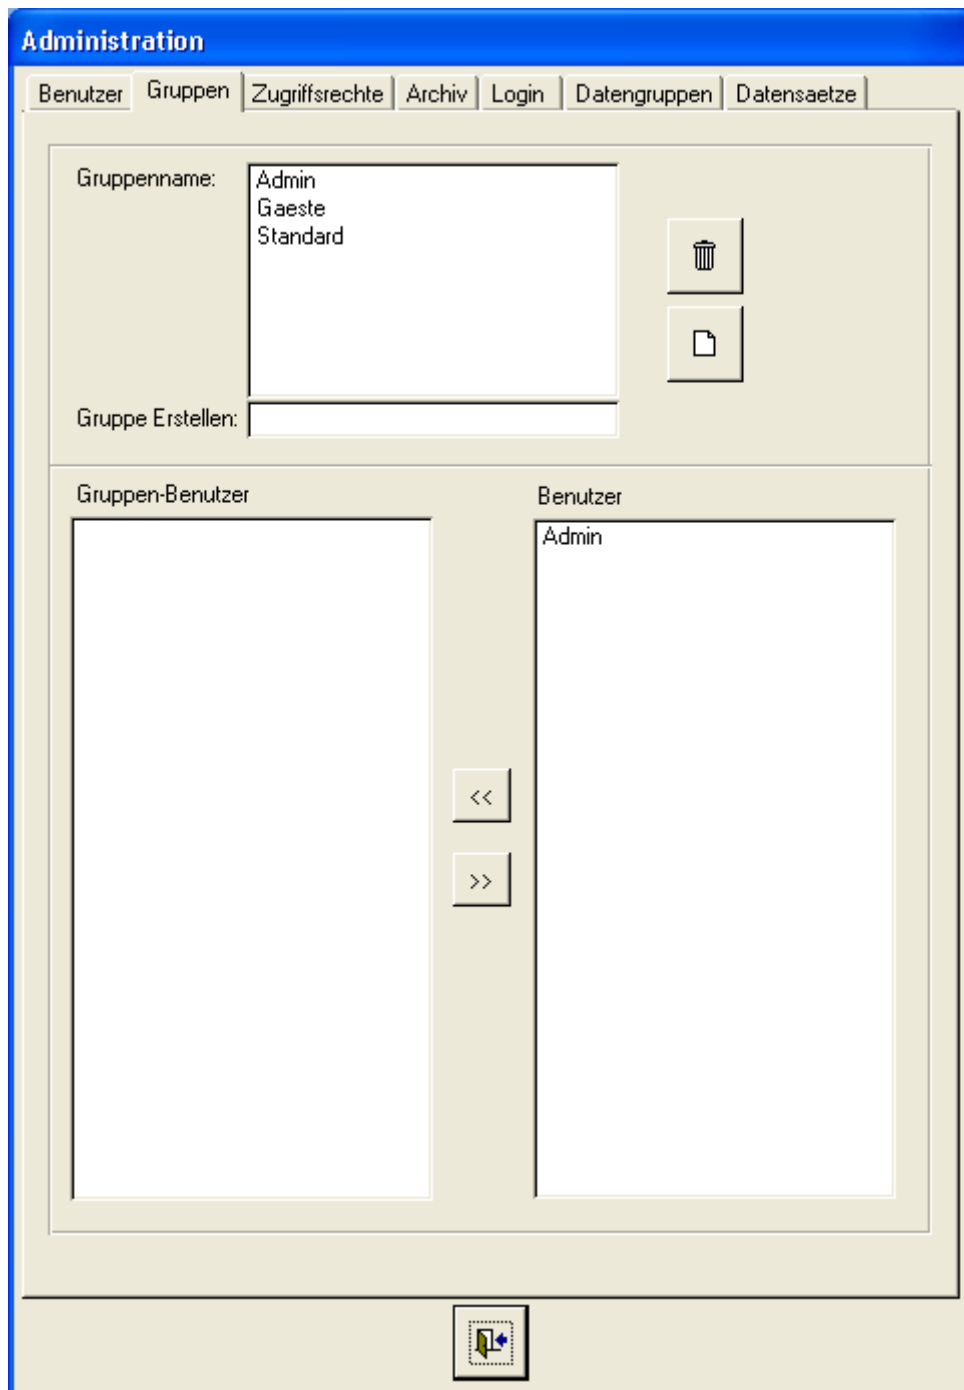 Administration
Benutzer Gruppen Zugriffsrechte Archiv Login Datengruppen Datensaetze
Gruppenname:
Admin
Gaeste
Standard
Gruppe Erstellen:
Gruppen-Benutzer
Benutzer
Admin
<<
>>